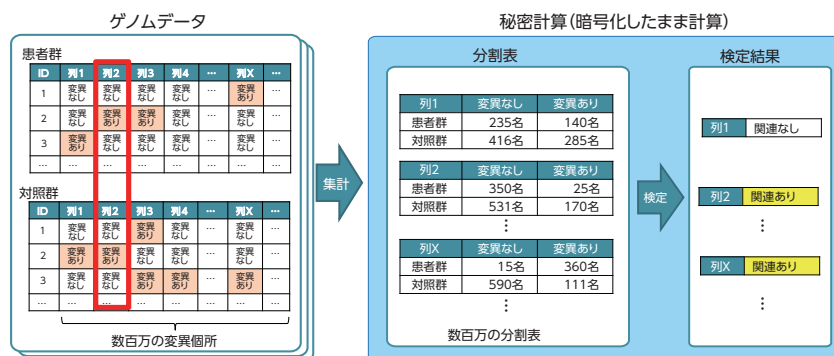 ゲノムデータ
患者群
ID 列1 列2 列3 列4 … 列X …
1 変異なし 変異なし 変異なし 変異なし … 変異あり …
2 変異なし 変異あり 変異あり 変異なし … 変異なし …
3 変異あり 変異なし 変異なし 変異なし … 変異なし …
… … … … … … … …
対照群
ID 列1 列2 列3 列4 … 列X …
1 変異なし 変異なし 変異あり 変異なし … 変異なし …
2 変異あり 変異あり 変異なし 変異なし … 変異なし …
3 変異なし 変異なし 変異あり 変異あり … 変異あり …
… … … … … … … …
数百万の変異個所
集計
秘密計算(暗号化したまま計算)
分割表
列1 変異なし 変異あり
患者群 235名 140名
対照群 416名 285名
列2 変異なし 変異あり
患者群 350名 25名
対照群 531名 170名
⋮
列X 変異なし 変異あり
患者群 15名 360名
対照群 590名 111名
⋮
数百万の分割表
検定
検定結果
列1 関連なし
列2 関連あり
⋮
列X 関連あり
⋮